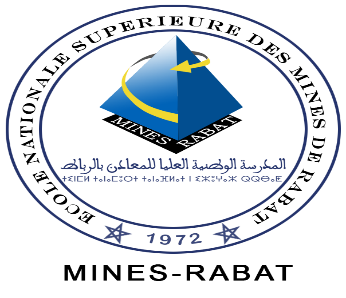 ECOLE NATIONALE SUPERIEURE DES MINES DE RABAT
MINES-RABAT
المدرسة الوطنية العليا للمعادن بالرباط
1972
MINES-RABAT